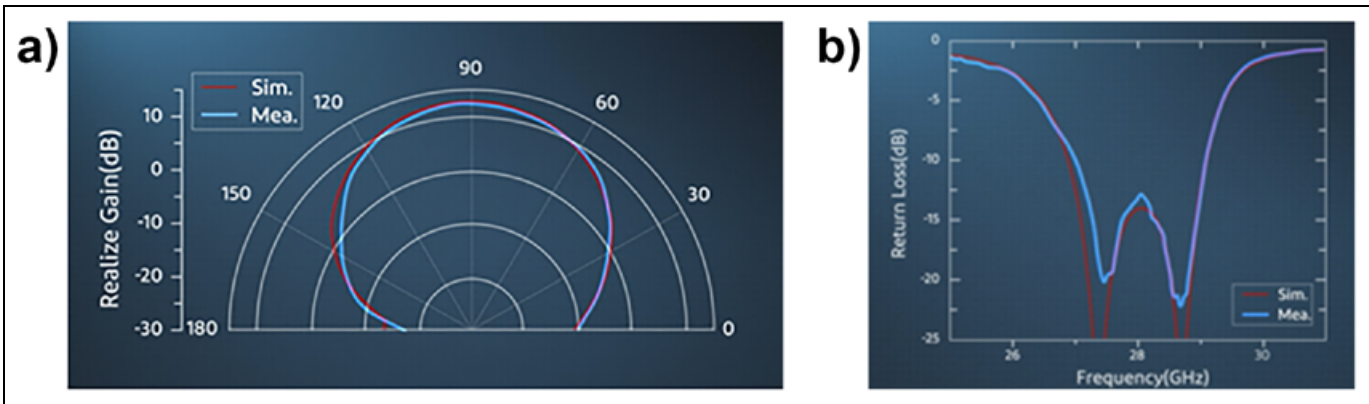 a)
Realize Gain(dB)
10
0
-10
-20
-30
Sim.
Mea.
180
150
120
90
60
30
0
b)
Return Loss(dB)
0
-5
-10
-15
-20
-25
Sim.
Mea.
26
28
30
Frequency(GHz)